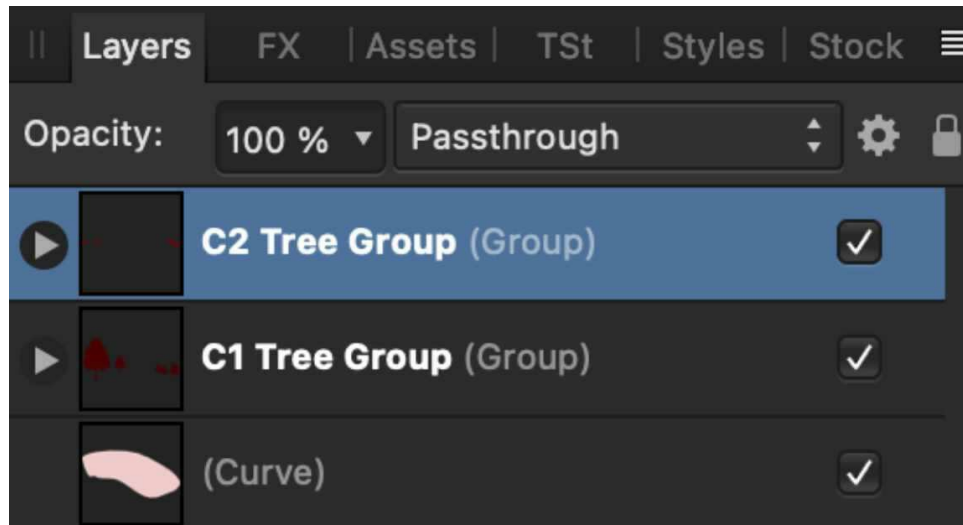 Layers FX Assets TSt Styles Stock
Opacity: 100 % Passthrough
C2 Tree Group (Group)
C1 Tree Group (Group)
(Curve)